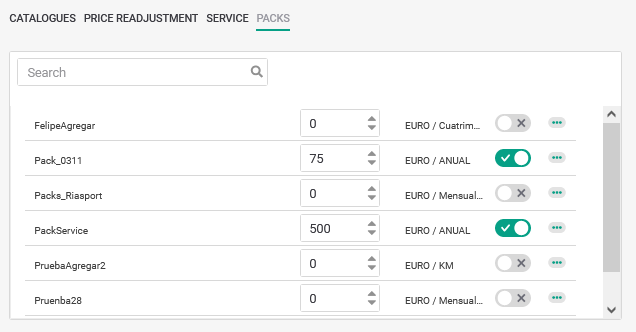 CATALOGUES PRICE READJUSTMENT SERVICE PACKS
Search
FelipeAgregar 0 EURO / Cuatrim...
Pack_0311 75 EURO / ANUAL
Packs_Riasport 0 EURO / Mensual...
PackService 500 EURO / ANUAL
PruebaAgregar2 0 EURO / KM
Pruenba28 0 EURO / Mensual...